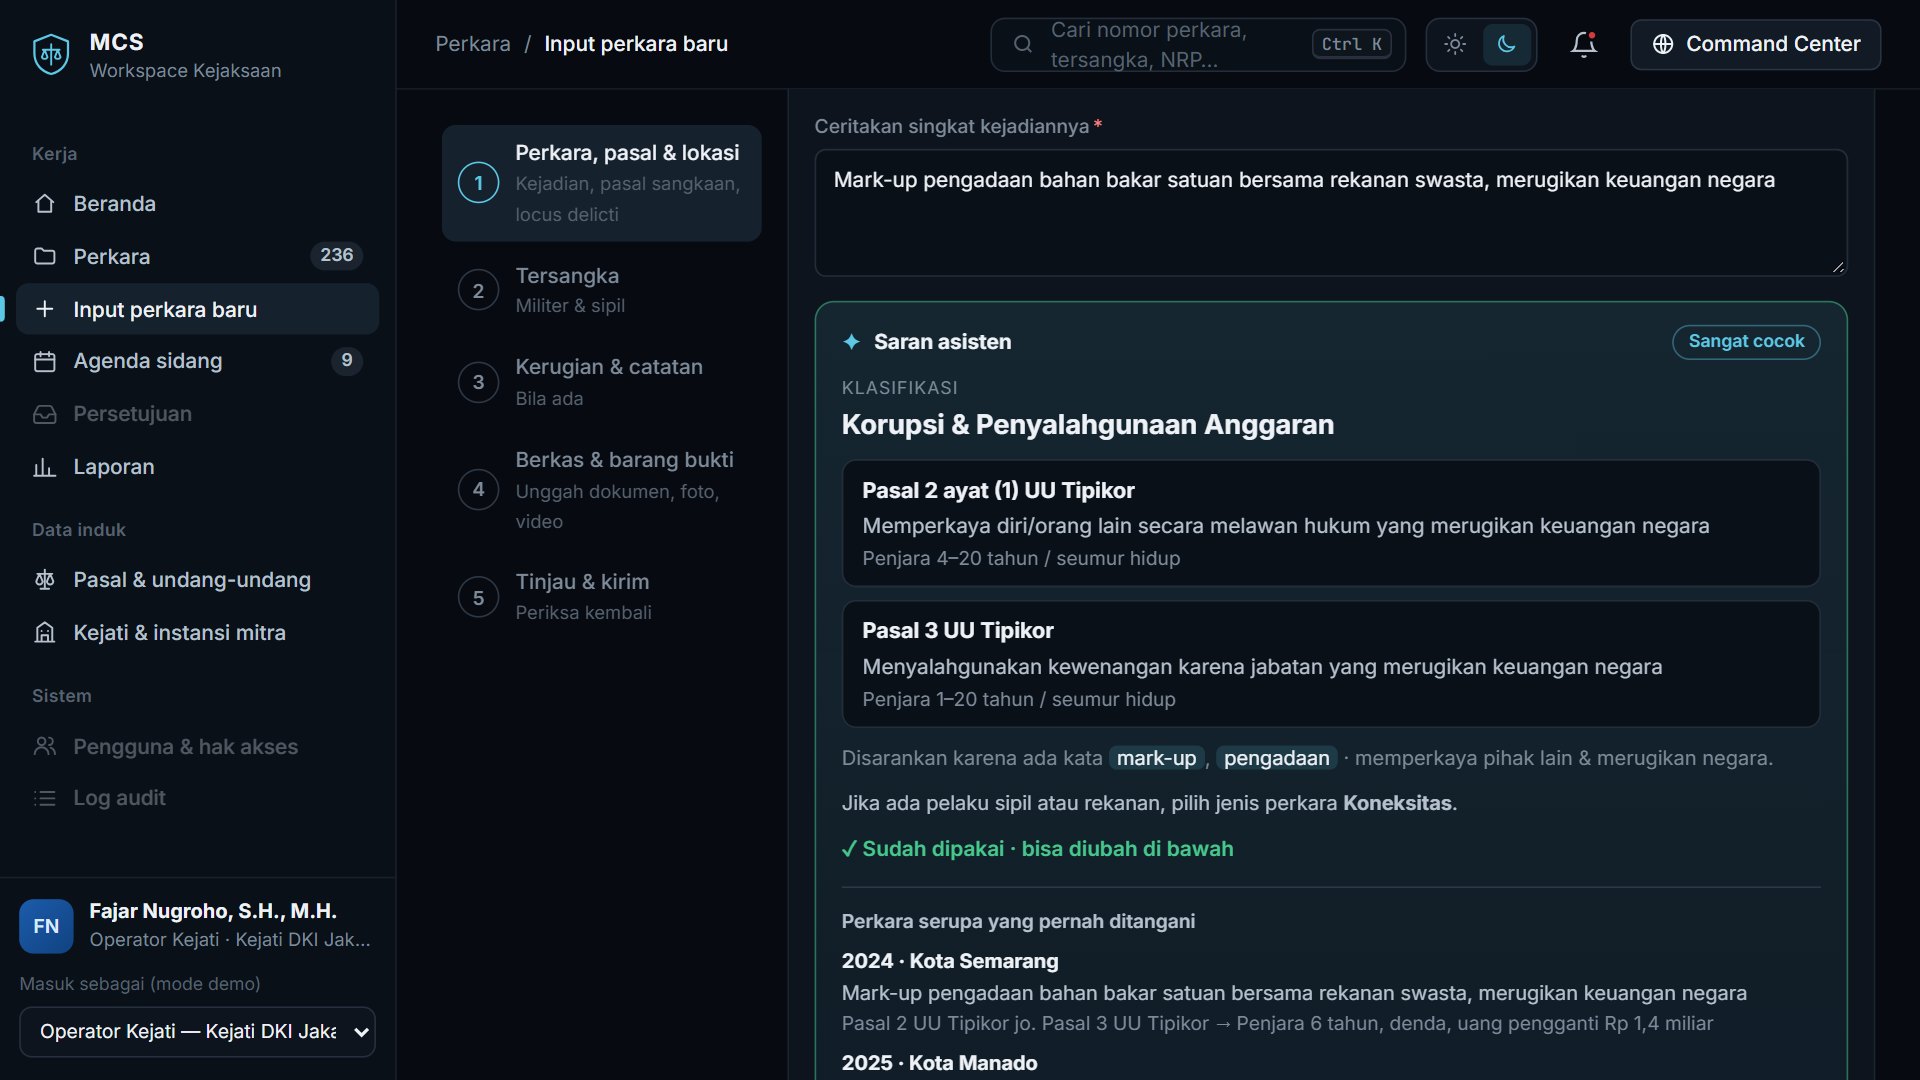 MCS
Workspace Kejaksaan
Kerja
Beranda
Perkara 236
Input perkara baru
Agenda sidang 9
Persetujuan
Laporan
Data induk
Pasal & undang-undang
Kejati & instansi mitra
Sistem
Pengguna & hak akses
Log audit
FN
Fajar Nugroho, S.H., M.H.
Operator Kejati · Kejati DKI Jak...
Masuk sebagai (mode demo)
Operator Kejati — Kejati DKI Jaka
Perkara / Input perkara baru
Cari nomor perkara,
tersangka, NRP...
Ctrl K
Command Center
1
Perkara, pasal & lokasi
Kejadian, pasal sangkaan,
locus delicti
2
Tersangka
Militer & sipil
3
Kerugian & catatan
Bila ada
4
Berkas & barang bukti
Unggah dokumen, foto,
video
5
Tinjau & kirim
Periksa kembali
Ceritakan singkat kejadiannya *
Mark-up pengadaan bahan bakar satuan bersama rekanan swasta, merugikan keuangan negara
Saran asisten
Sangat cocok
KLASIFIKASI
Korupsi & Penyalahgunaan Anggaran
Pasal 2 ayat (1) UU Tipikor
Memperkaya diri/orang lain secara melawan hukum yang merugikan keuangan negara
Penjara 4–20 tahun / seumur hidup
Pasal 3 UU Tipikor
Menyalahgunakan kewenangan karena jabatan yang merugikan keuangan negara
Penjara 1–20 tahun / seumur hidup
Disarankan karena ada kata mark-up , pengadaan · memperkaya pihak lain & merugikan negara.
Jika ada pelaku sipil atau rekanan, pilih jenis perkara Koneksitas.
✓ Sudah dipakai · bisa diubah di bawah
Perkara serupa yang pernah ditangani
2024 · Kota Semarang
Mark-up pengadaan bahan bakar satuan bersama rekanan swasta, merugikan keuangan negara
Pasal 2 UU Tipikor jo. Pasal 3 UU Tipikor → Penjara 6 tahun, denda, uang pengganti Rp 1,4 miliar
2025 · Kota Manado